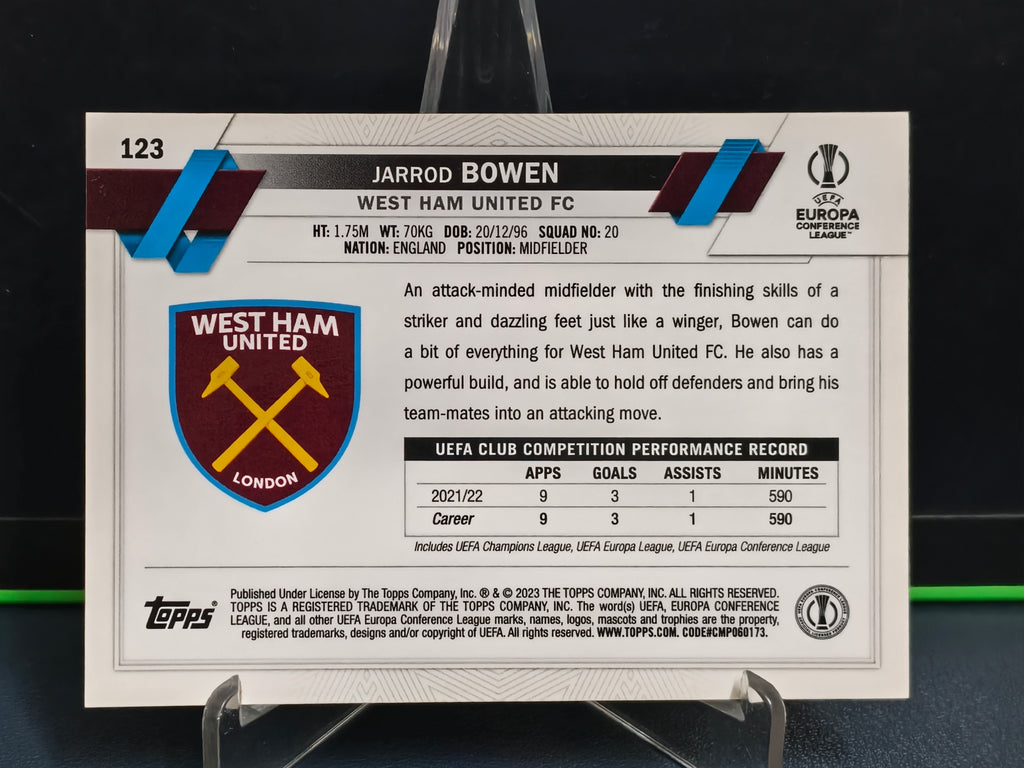 123
JARROD BOWEN
WEST HAM UNITED FC
HT: 1.75M WT: 70KG DOB: 20/12/96 SQUAD NO: 20
NATION: ENGLAND POSITION: MIDFIELDER
UEFA
EUROPA
CONFERENCE
LEAGUE™
WEST HAM
UNITED
LONDON
An attack-minded midfielder with the finishing skills of a
striker and dazzling feet just like a winger, Bowen can do
a bit of everything for West Ham United FC. He also has a
powerful build, and is able to hold off defenders and bring his
team-mates into an attacking move.
UEFA CLUB COMPETITION PERFORMANCE RECORD
APPS GOALS ASSISTS MINUTES
2021/22 9 3 1 590
Career 9 3 1 590
Includes UEFA Champions League, UEFA Europa League, UEFA Europa Conference League
Topps®
Published Under License by The Topps Company, Inc. ® & © 2023 THE TOPPS COMPANY, INC. ALL RIGHTS RESERVED.
TOPPS IS A REGISTERED TRADEMARK OF THE TOPPS COMPANY, INC. The word(s) UEFA, EUROPA CONFERENCE
LEAGUE, and all other UEFA Europa Conference League marks, names, logos, mascots and trophies are the property,
registered trademarks, designs and/or copyright of UEFA. All rights reserved. WWW.TOPPS.COM. CODE#CMP060173.